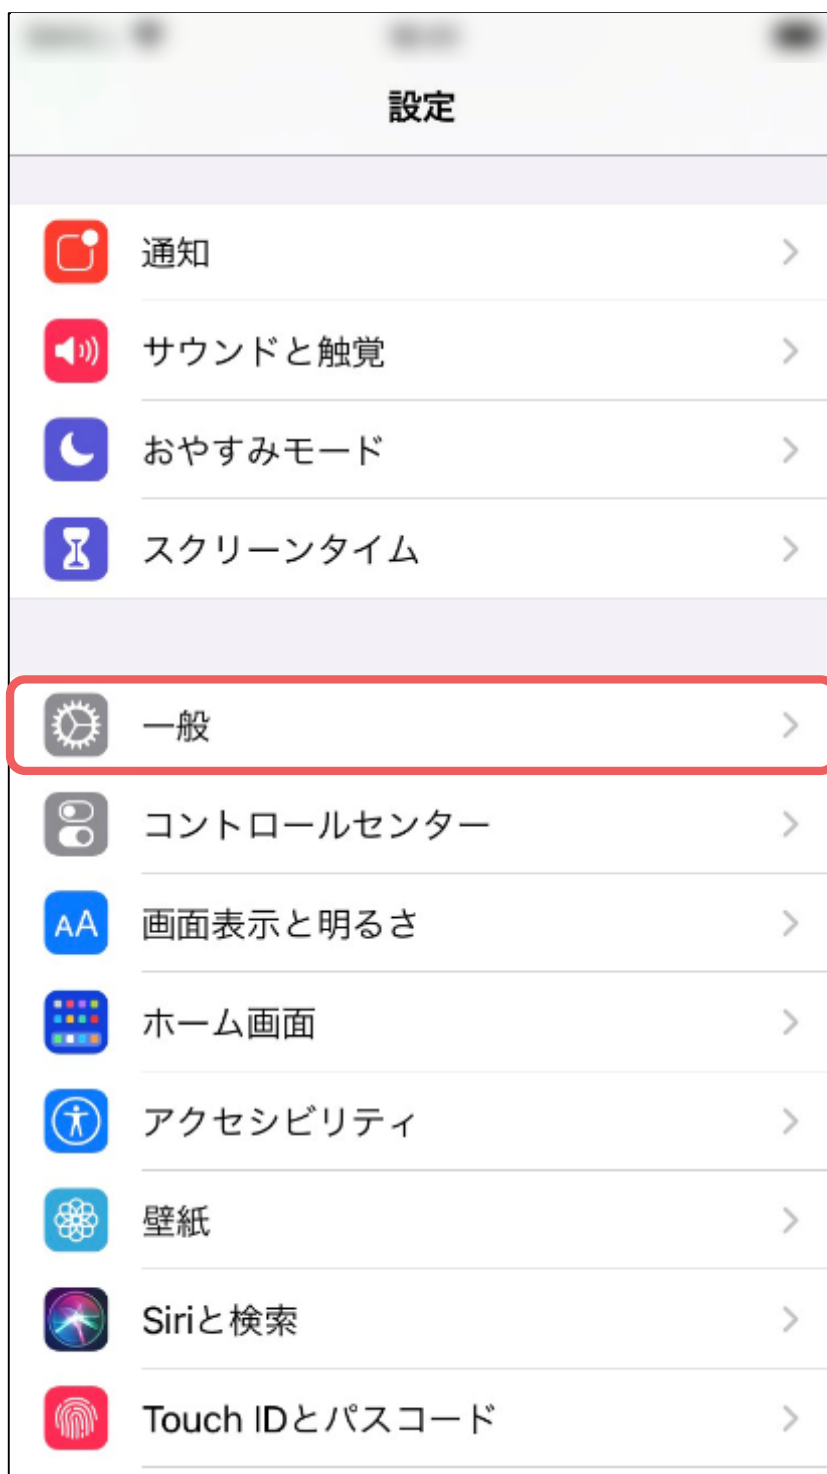 設定
通知
サウンドと触覚
おやすみモード
スクリーンタイム
一般
コントロールセンター
AA
画面表示と明るさ
ホーム画面
アクセシビリティ
壁紙
Siriと検索
Touch IDとパスコード